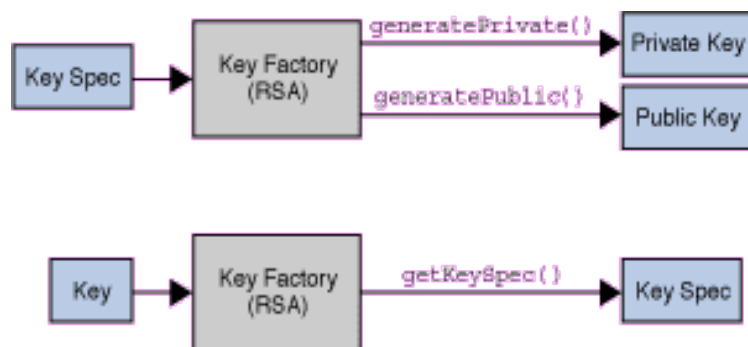 generatePrivate()
Private Key
Key Spec
Key Factory
(RSA)
generatePublic()
Public Key
Key
Key Factory
(RSA)
getKeySpec()
Key Spec